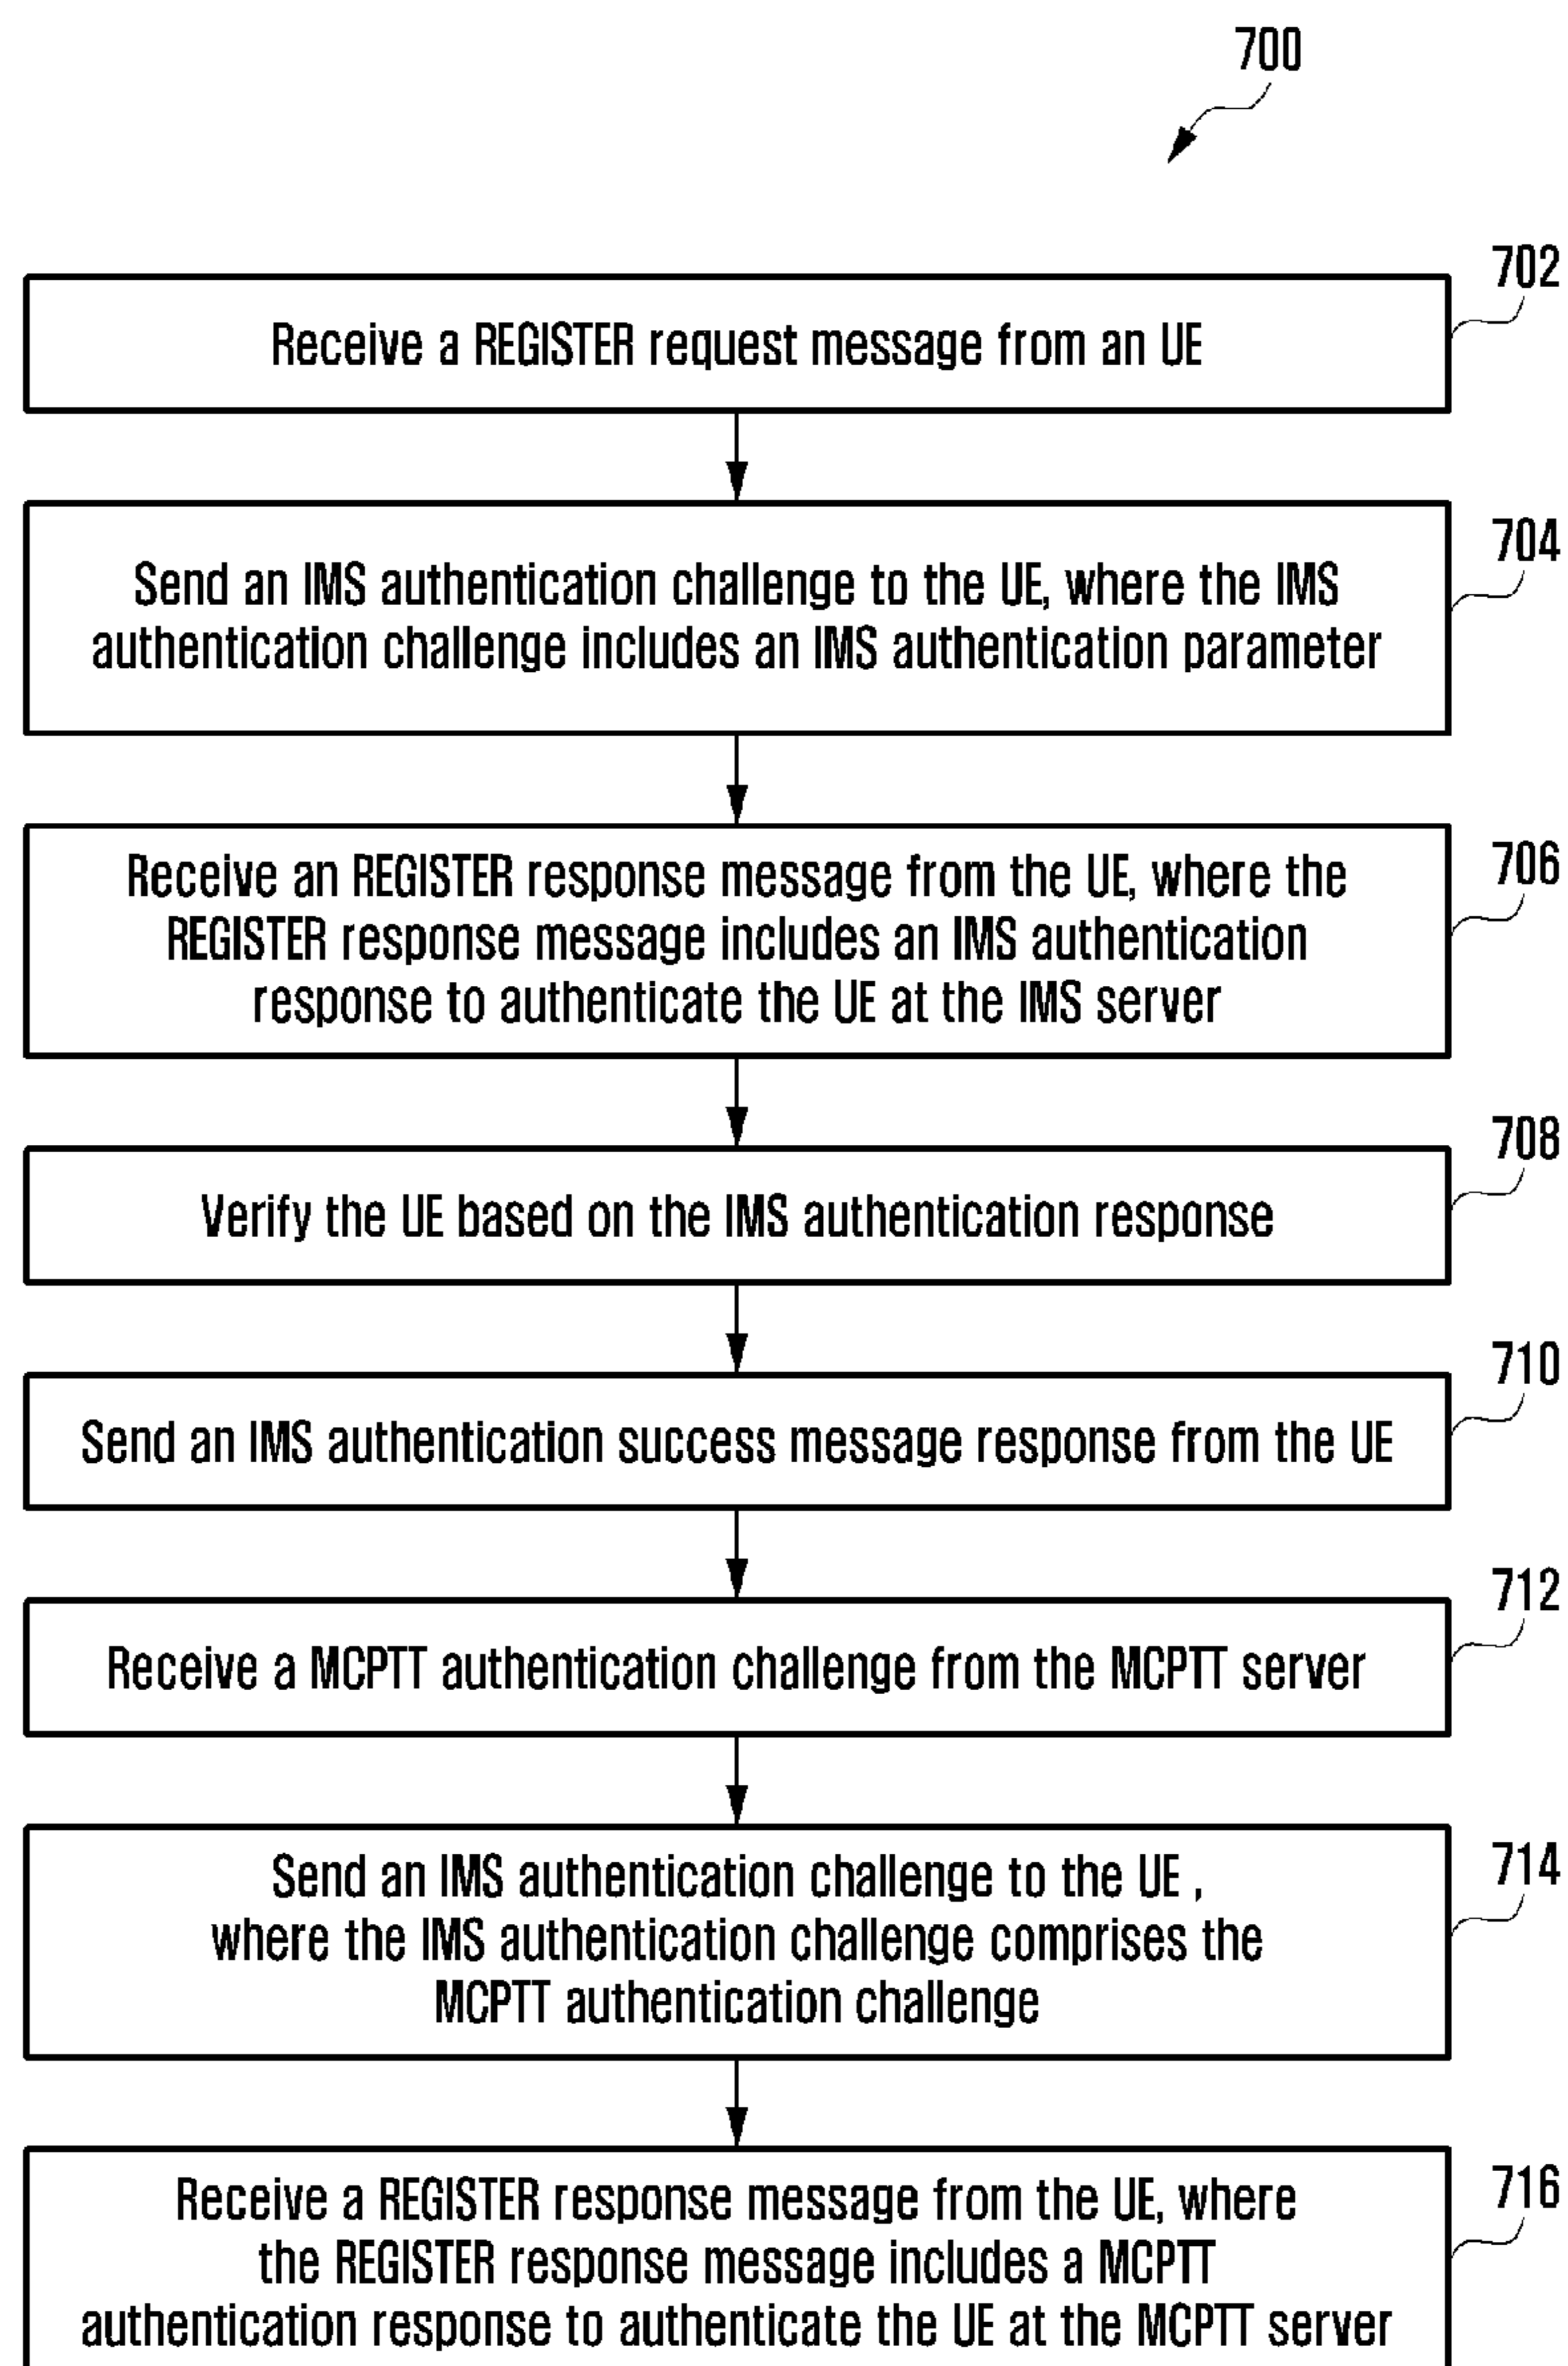 700
702
Receive a REGISTER request message from an UE
704
Send an IMS authentication challenge to the UE, where the IMS
authentication challenge includes an IMS authentication parameter
706
Receive an REGISTER response message from the UE, where the
REGISTER response message includes an IMS authentication
response to authenticate the UE at the IMS server
708
Verify the UE based on the IMS authentication response
710
Send an IMS authentication success message response from the UE
712
Receive a MCPTT authentication challenge from the MCPTT server
714
Send an IMS authentication challenge to the UE ,
where the IMS authentication challenge comprises the
MCPTT authentication challenge
716
Receive a REGISTER response message from the UE, where
the REGISTER response message includes a MCPTT
authentication response to authenticate the UE at the MCPTT server